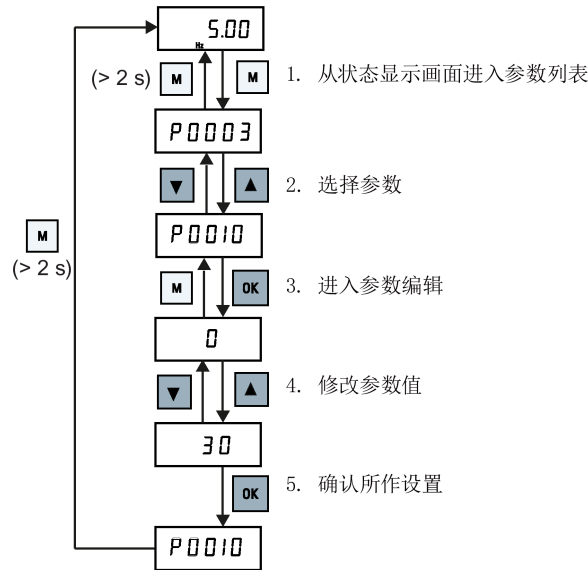 5.00
Hz
(> 2 s) M M 1. 从状态显示画面进入参数列表
P0003
▼ ▲ 2. 选择参数
P0010
M
(> 2 s)
M OK 3. 进入参数编辑
0
▼ ▲ 4. 修改参数值
30
OK 5. 确认所作设置
P0010